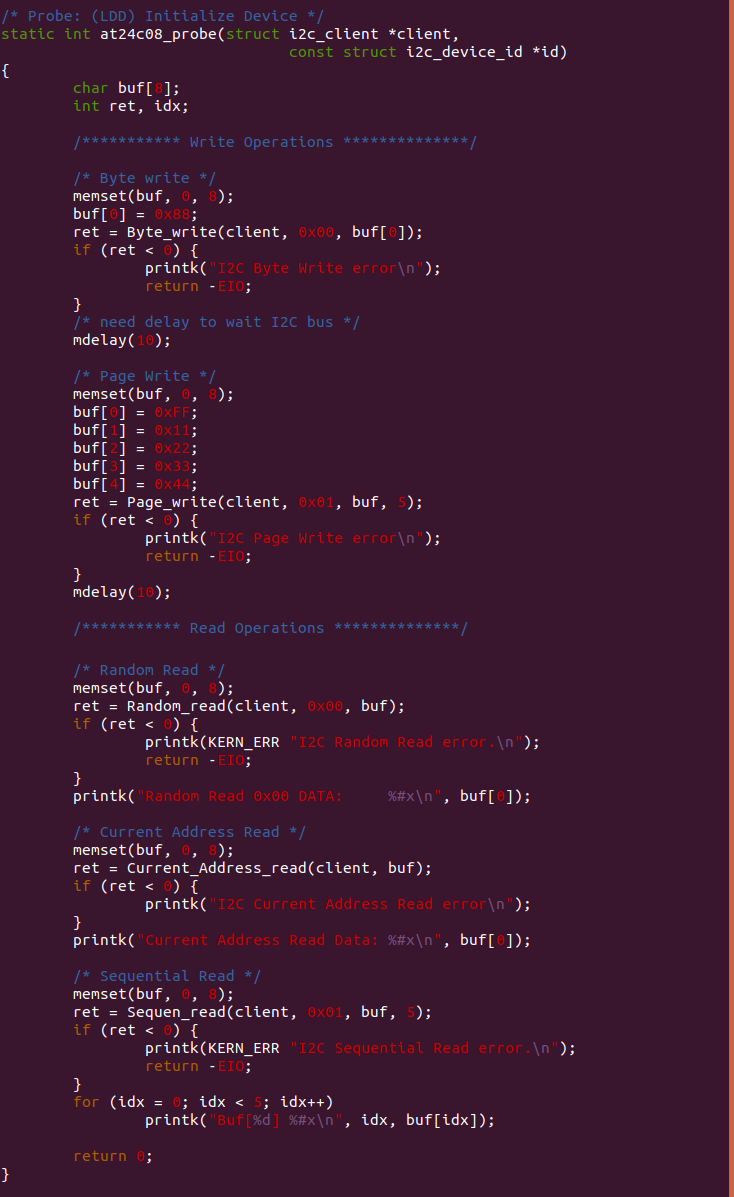 /* Probe: (LDD) Initialize Device */
static int at24c08_probe(struct i2c_client *client,
                                const struct i2c_device_id *id)
{
        char buf[8];
        int ret, idx;

        /*********** Write Operations **************/

        /* Byte write */
        memset(buf, 0, 8);
        buf[0] = 0x88;
        ret = Byte_write(client, 0x00, buf[0]);
        if (ret < 0) {
                printk("I2C Byte Write error\n");
                return -EIO;
        }
        /* need delay to wait I2C bus */
        mdelay(10);

        /* Page Write */
        memset(buf, 0, 8);
        buf[0] = 0xFF;
        buf[1] = 0x11;
        buf[2] = 0x22;
        buf[3] = 0x33;
        buf[4] = 0x44;
        ret = Page_write(client, 0x01, buf, 5);
        if (ret < 0) {
                printk("I2C Page Write error\n");
                return -EIO;
        }
        mdelay(10);

        /*********** Read Operations **************/

        /* Random Read */
        memset(buf, 0, 8);
        ret = Random_read(client, 0x00, buf);
        if (ret < 0) {
                printk(KERN_ERR "I2C Random Read error.\n");
                return -EIO;
        }
        printk("Random Read 0x00 DATA:     %#x\n", buf[0]);

        /* Current Address Read */
        memset(buf, 0, 8);
        ret = Current_Address_read(client, buf);
        if (ret < 0) {
                printk("I2C Current Address Read error\n");
        }
        printk("Current Address Read Data: %#x\n", buf[0]);

        /* Sequential Read */
        memset(buf, 0, 8);
        ret = Sequen_read(client, 0x01, buf, 5);
        if (ret < 0) {
                printk(KERN_ERR "I2C Sequential Read error.\n");
                return -EIO;
        }
        for (idx = 0; idx < 5; idx++)
                printk("Buf[%d] %#x\n", idx, buf[idx]);

        return 0;
}